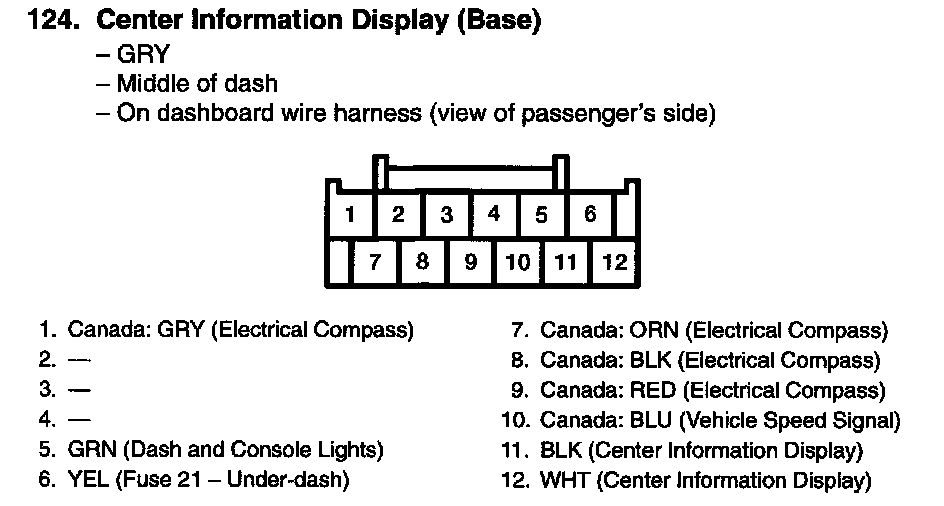 124. Center Information Display (Base)
– GRY
– Middle of dash
– On dashboard wire harness (view of passenger's side)
1 2 3 4 5 6
7 8 9 10 11 12
1. Canada: GRY (Electrical Compass)
2. —
3. —
4. —
5. GRN (Dash and Console Lights)
6. YEL (Fuse 21 – Under-dash)
7. Canada: ORN (Electrical Compass)
8. Canada: BLK (Electrical Compass)
9. Canada: RED (Electrical Compass)
10. Canada: BLU (Vehicle Speed Signal)
11. BLK (Center Information Display)
12. WHT (Center Information Display)